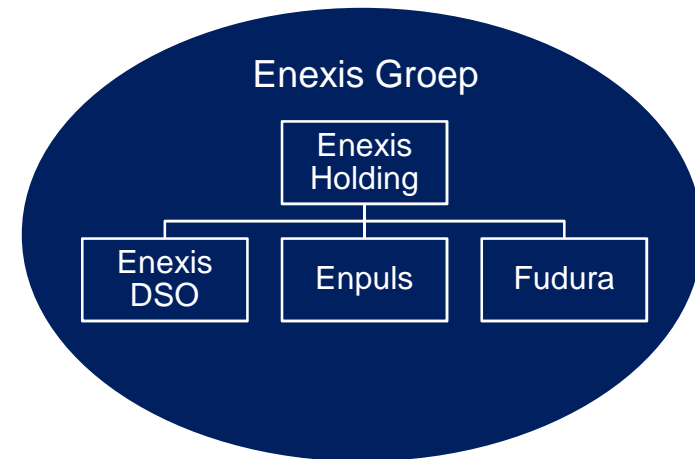 Enexis Groep
Enexis
Holding
Enexis
DSO
Enpuls
Fudura